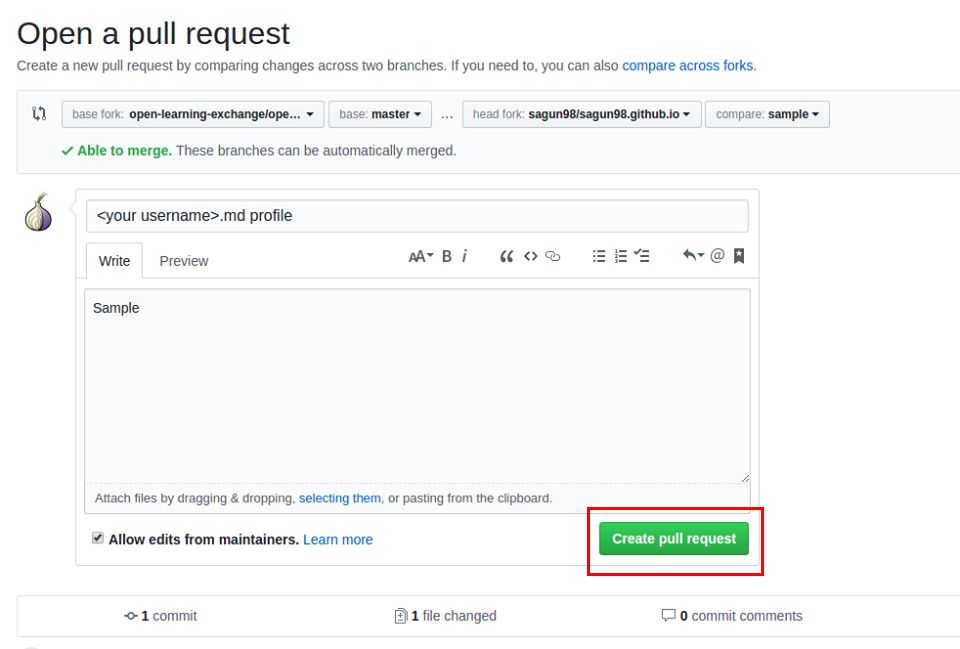 Open a pull request
Create a new pull request by comparing changes across two branches. If you need to, you can also compare across forks.
base fork: open-learning-exchange/ope... base: master ... head fork: sagun98/sagun98.github.io compare: sample
Able to merge. These branches can be automatically merged.
<your username>.md profile
Write Preview AA B i @
Sample
Attach files by dragging & dropping, selecting them, or pasting from the clipboard.
Allow edits from maintainers. Learn more Create pull request
1 commit 1 file changed 0 commit comments